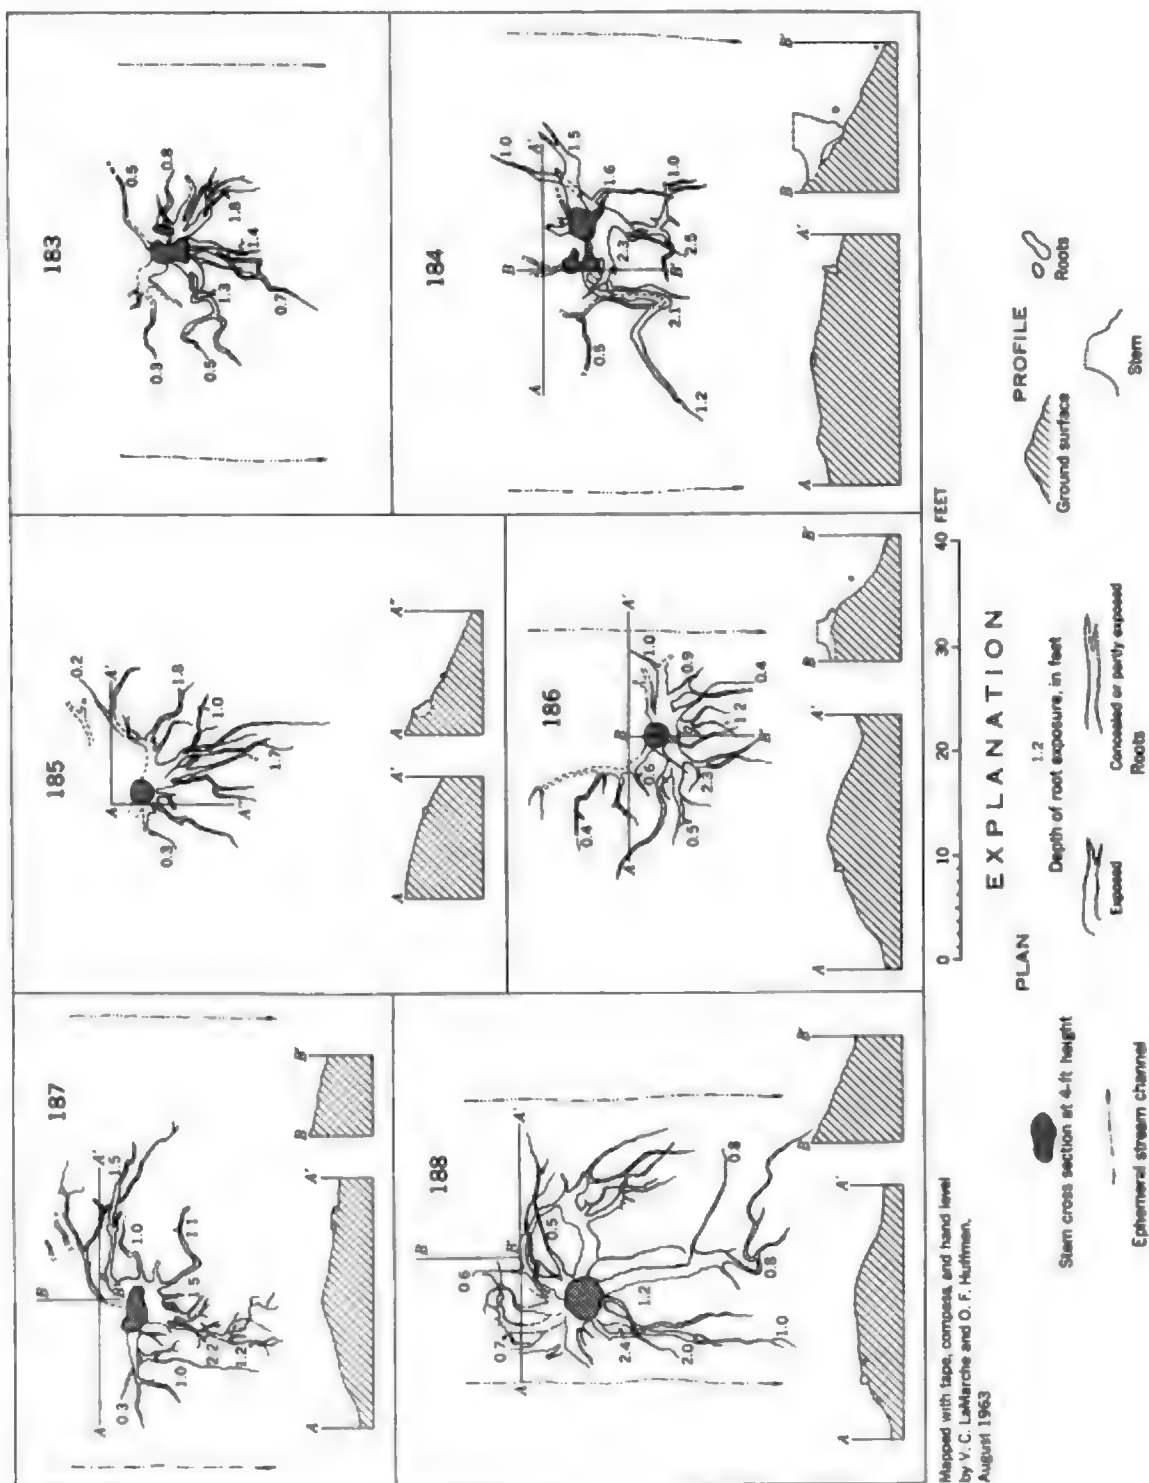 187
B
A
A'
B'
0.3
1.0
1.5
1.1
1.5
2.2
1.2
1.0
A
A'
B
B'
185
0.2
A
A'
A"
0.3
1.8
1.0
1.7
A
A'
A
A"
183
0.5
0.8
0.3
0.5
1.3
1.8
1.4
0.7
188
0.6
B
0.7
A
B'
A'
0.5
2.4
1.2
2.0
1.0
0.8
0.8
A
A'
B
B'
186
0.4
A
B
A'
0.6
1.0
0.9
0.5
2.3
1.2
0.4
B'
A
A'
B
B'
184
1.0
A
B
A'
1.5
0.5
2.3
1.6
1.0
2.1
2.5
B'
1.2
A
A'
B
B'
Mapped with tape, compass, and hand level
by V. C. LaMarche and O. F. Huffman,
August 1963
0 10 20 30 40 FEET
EXPLANATION
PLAN
Stem cross section at 4-ft height
Ephemeral stream channel
1.2
Depth of root exposure, in feet
Exposed
Concealed or partly exposed
Roots
PROFILE
Ground surface
Roots
Stem